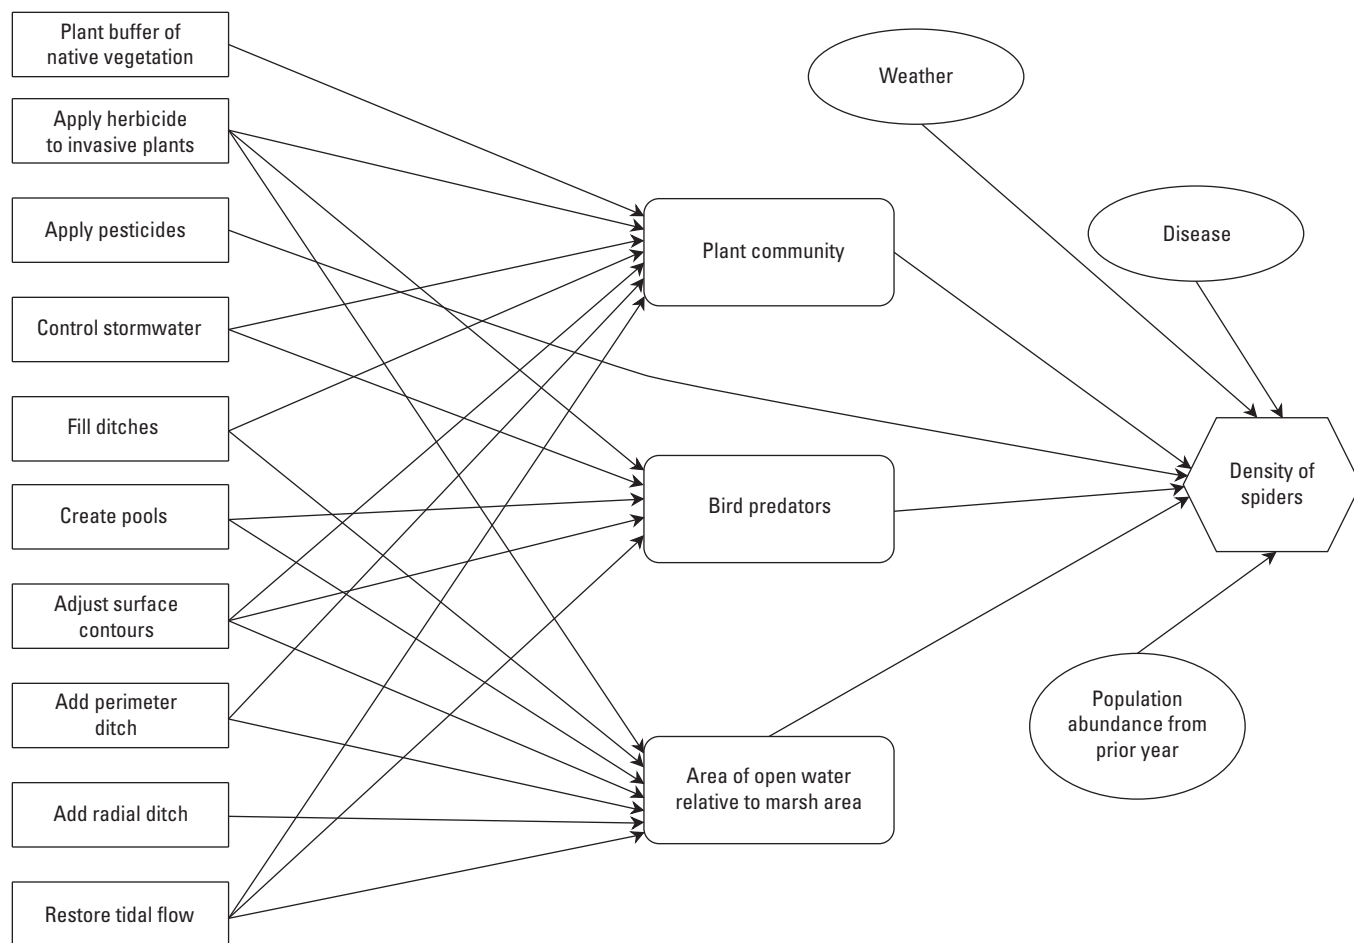 Plant buffer of
native vegetation
Apply herbicide
to invasive plants
Apply pesticides
Control stormwater
Fill ditches
Create pools
Adjust surface
contours
Add perimeter
ditch
Add radial ditch
Restore tidal flow
Plant community
Bird predators
Area of open water
relative to marsh area
Weather
Disease
Density of
spiders
Population
abundance from
prior year